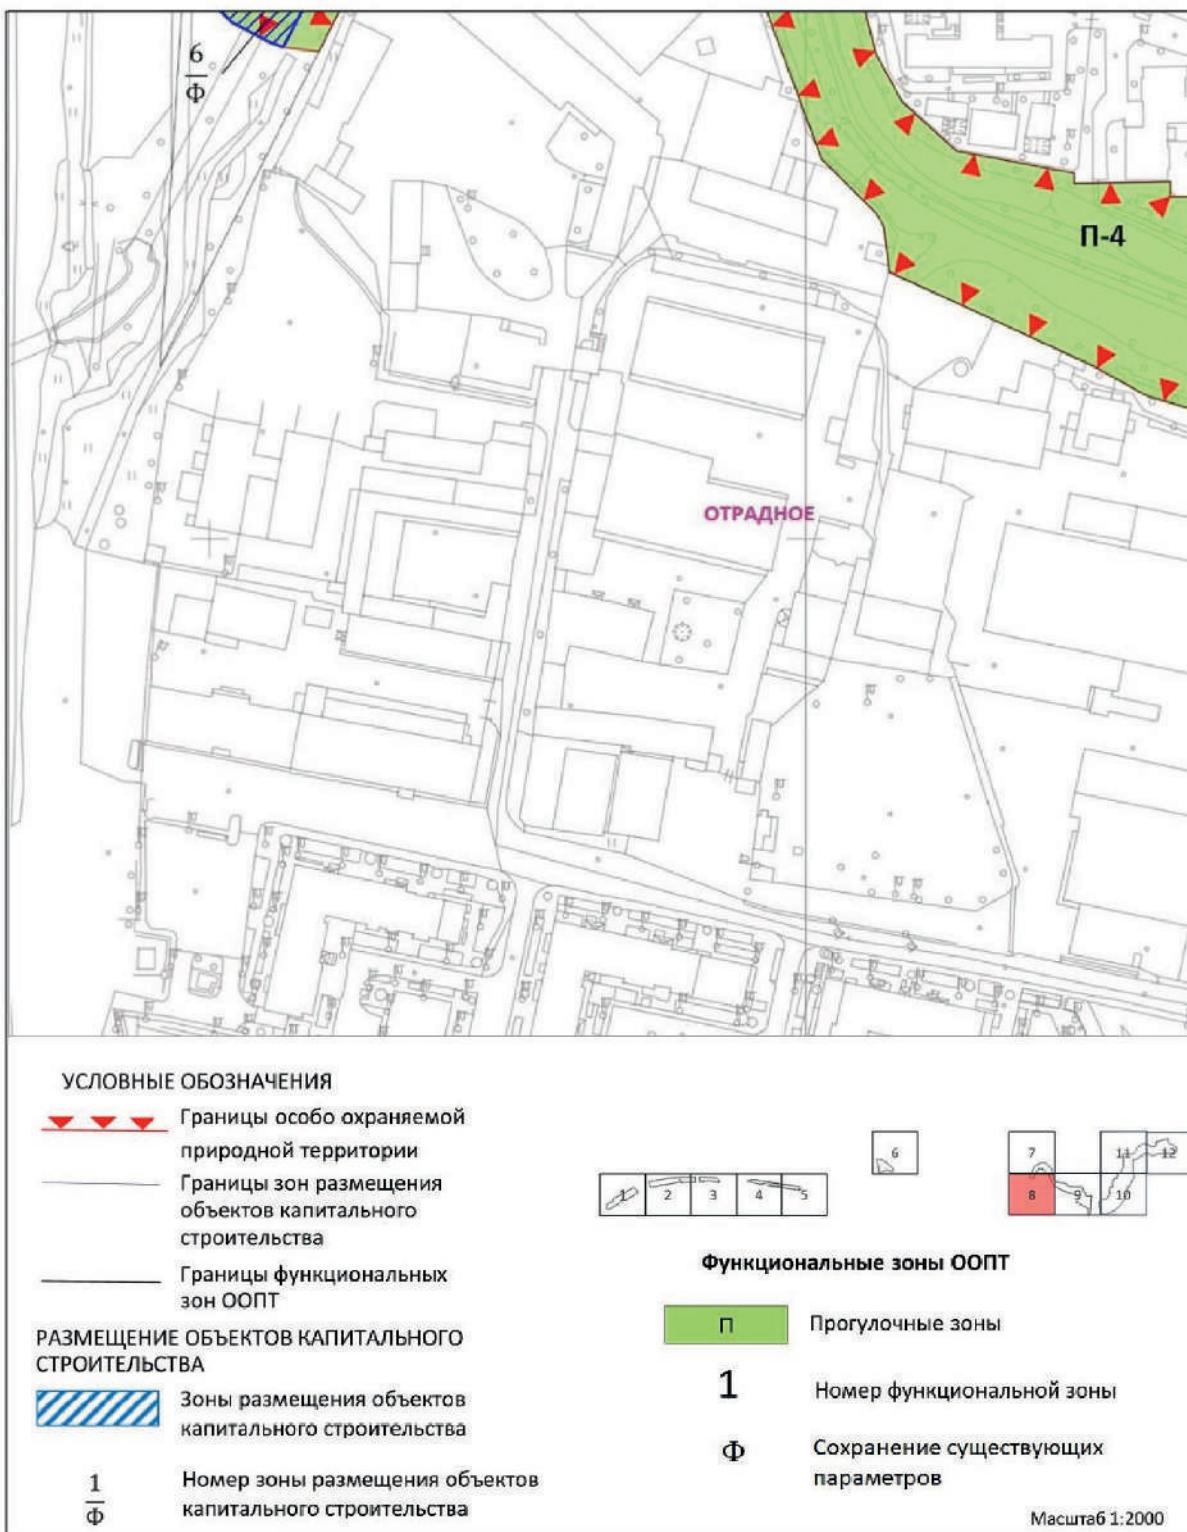 6
Ф
П-4
ОТРАДНОЕ
УСЛОВНЫЕ ОБОЗНАЧЕНИЯ
Границы особо охраняемой
природной территории
Границы зон размещения
объектов капитального
строительства
Границы функциональных
зон ООПТ
РАЗМЕЩЕНИЕ ОБЪЕКТОВ КАПИТАЛЬНОГО
СТРОИТЕЛЬСТВА
Зоны размещения объектов
капитального строительства
1
Ф
Номер зоны размещения объектов
капитального строительства
6
7
11
12
1
2
3
4
5
8
9
10
Функциональные зоны ООПТ
П
Прогулочные зоны
1
Номер функциональной зоны
Ф
Сохранение существующих
параметров
Масштаб 1:2000